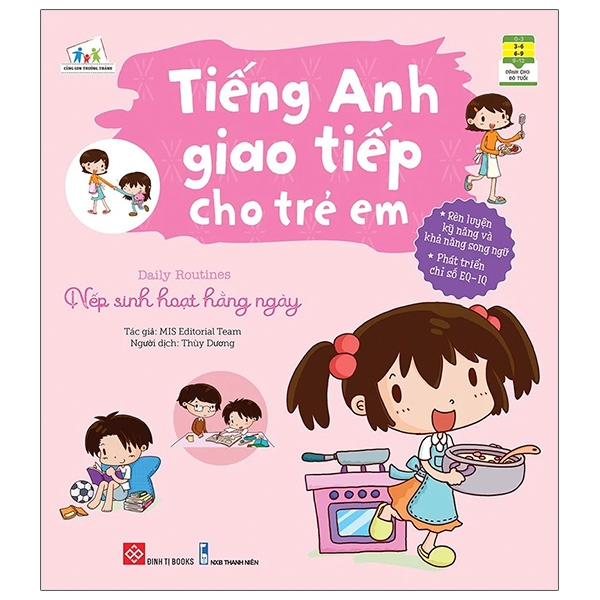 CÙNG CON TRƯỞNG THÀNH
0-3
3-6
6-9
9-12
DÀNH CHO
ĐỘ TUỔI
Tiếng Anh
giao tiếp
cho trẻ em
Rèn luyện
kỹ năng và
khả năng song ngữ
Phát triển
chỉ số EQ-IQ
Daily Routines
Nếp sinh hoạt hằng ngày
Tác giả: MIS Editorial Team
Người dịch: Thùy Dương
ĐINH TỊ BOOKS
NXB THANH NIÊN